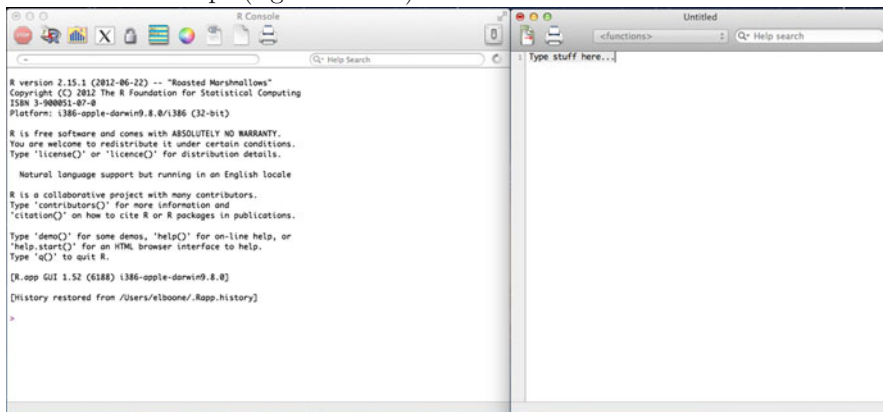 R Console
Help Search
R version 2.15.1 (2012-06-22) -- "Roasted Marshmallows"
Copyright (C) 2012 The R Foundation for Statistical Computing
ISBN 3-900051-07-0
Platform: i386-apple-darwin9.8.0/i386 (32-bit)
R is free software and comes with ABSOLUTELY NO WARRANTY.
You are welcome to redistribute it under certain conditions.
Type 'license()' or 'licence()' for distribution details.
Natural language support but running in an English locale
R is a collaborative project with many contributors.
Type 'contributors()' for more information and
'citation()' on how to cite R or R packages in publications.
Type 'demo()' for some demos, 'help()' for on-line help, or
'help.start()' for an HTML browser interface to help.
Type 'q()' to quit R.
[R.app GUI 1.52 (6188) i386-apple-darwin9.8.0]
[History restored from /Users/elboone/.Rapp.history]
>
Untitled
<functions> Help search
1 Type stuff here...